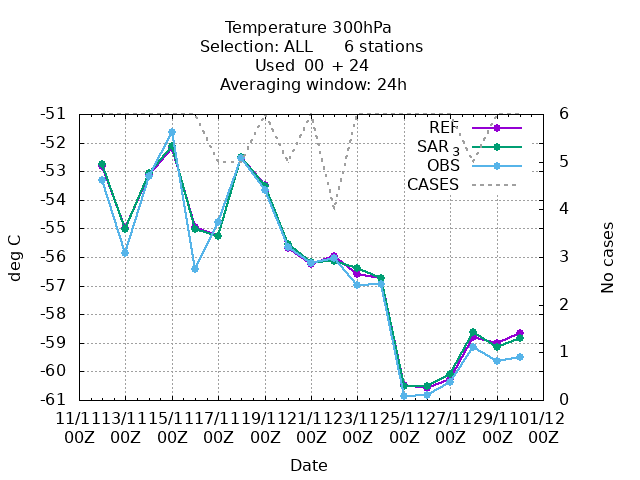 Temperature 300hPa
Selection: ALL 6 stations
Used 00 + 24
Averaging window: 24h
-51 6
REF
-52
SAR 3
-53 5
OBS
CASES
-54
4
-55
deg C
No cases
-56 3
-57
2
-58
-59
1
-60
-61 0
11/11 13/11 15/11 17/11 19/11 21/11 23/11 25/11 27/11 29/11 01/12
00Z 00Z 00Z 00Z 00Z 00Z 00Z 00Z 00Z 00Z 00Z
Date